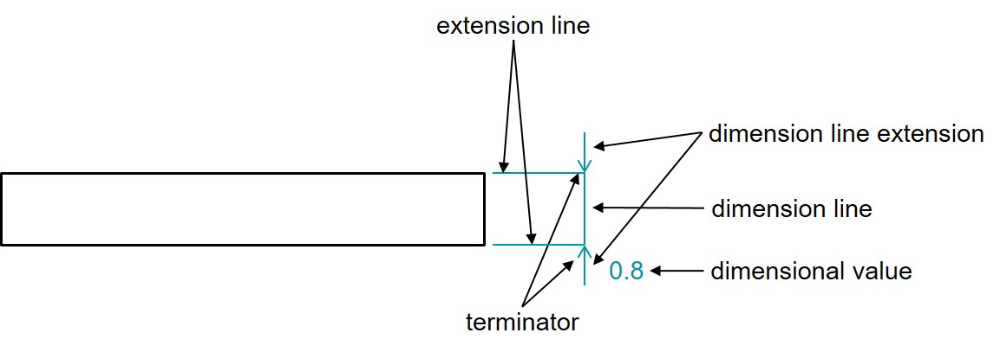 extension line
dimension line extension
dimension line
0.8
dimensional value
terminator